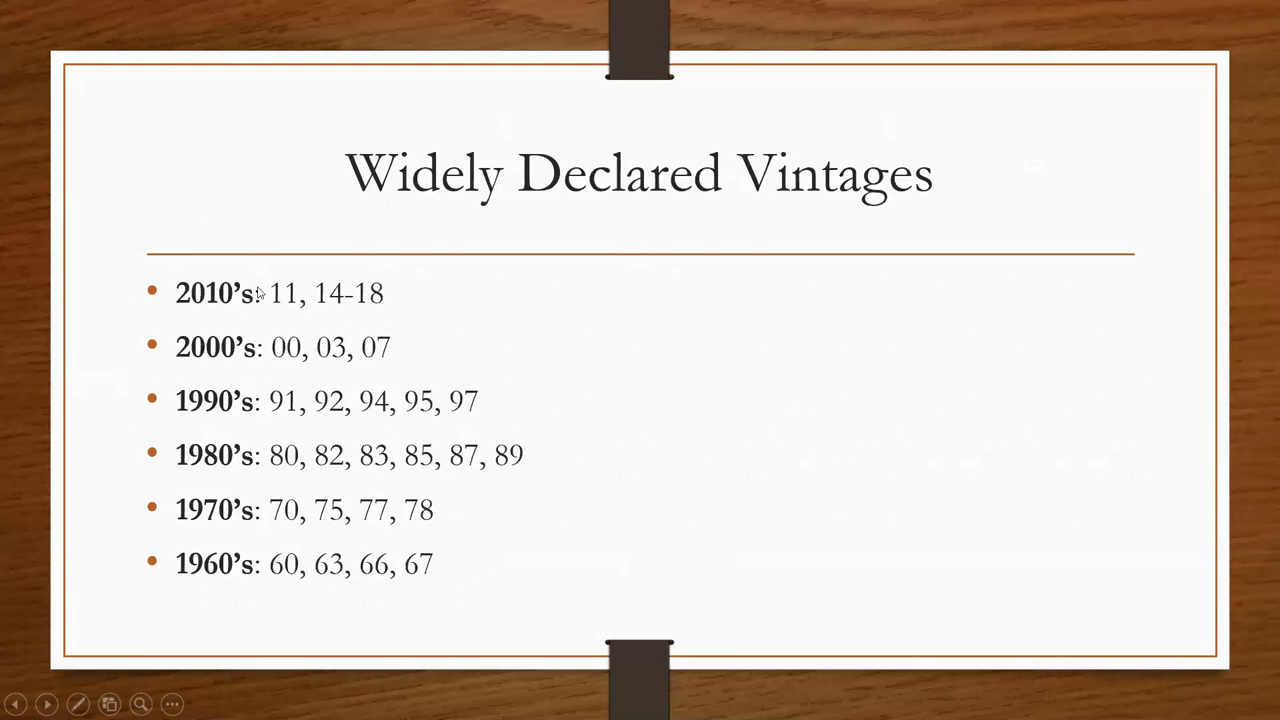 Widely Declared Vintages
• 2010’s: 11, 14-18
• 2000’s: 00, 03, 07
• 1990’s: 91, 92, 94, 95, 97
• 1980’s: 80, 82, 83, 85, 87, 89
• 1970’s: 70, 75, 77, 78
• 1960’s: 60, 63, 66, 67